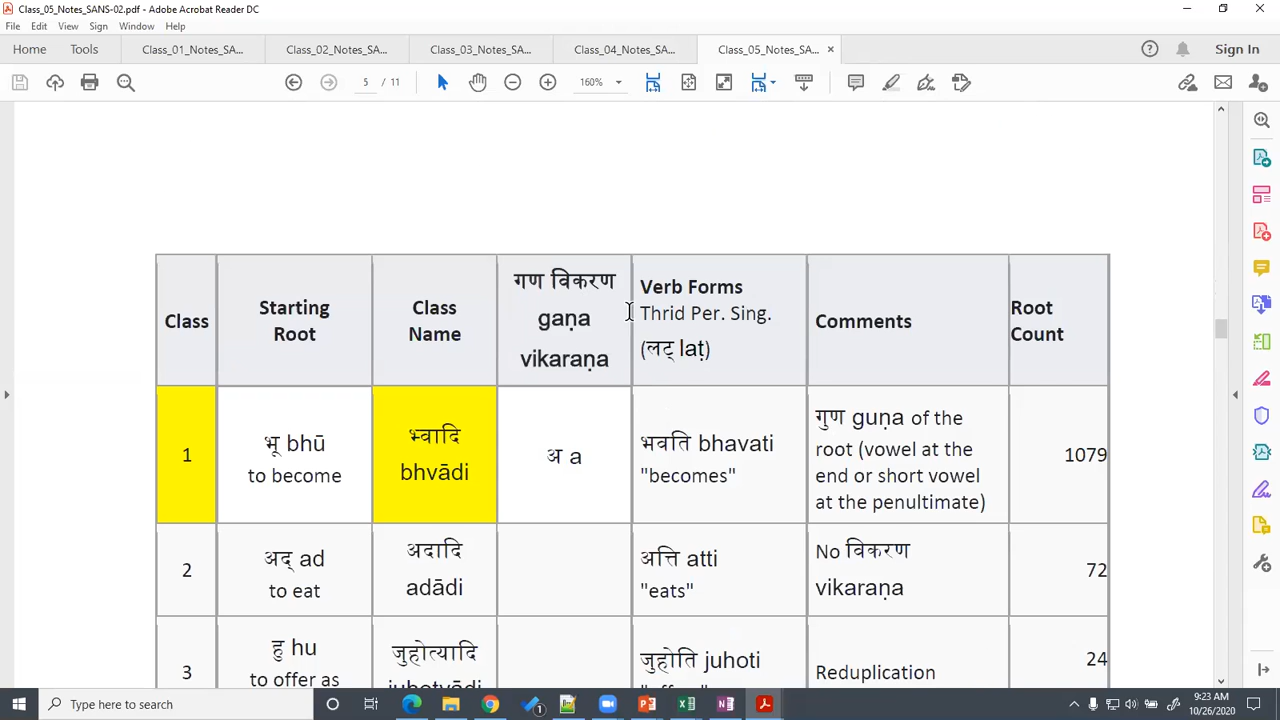 Class_05_Notes_SANS-02.pdf - Adobe Acrobat Reader DC
File Edit View Sign Window Help
Home Tools Class_01_Notes_SA... Class_02_Notes_SA... Class_03_Notes_SA... Class_04_Notes_SA... Class_05_Notes_SA... × Sign In
5 / 11 160%
Class
Starting
Root
Class
Name
गण विकरण
gaṇa
vikaraṇa
Verb Forms
Thrid Per. Sing.
(लट् laṭ)
Comments
Root
Count
1
भू bhū
to become
भ्वादि
bhvādi
अ a
भवति bhavati
"becomes"
गुण guṇa of the
root (vowel at the
end or short vowel
at the penultimate)
1079
2
अद् ad
to eat
अदादि
adādi
अत्ति atti
"eats"
No विकरण
vikaraṇa
72
3
हु hu
to offer as
जुहोत्यादि
जुहोति juhoti
Reduplication
24
Type here to search
9:23 AM
10/26/2020